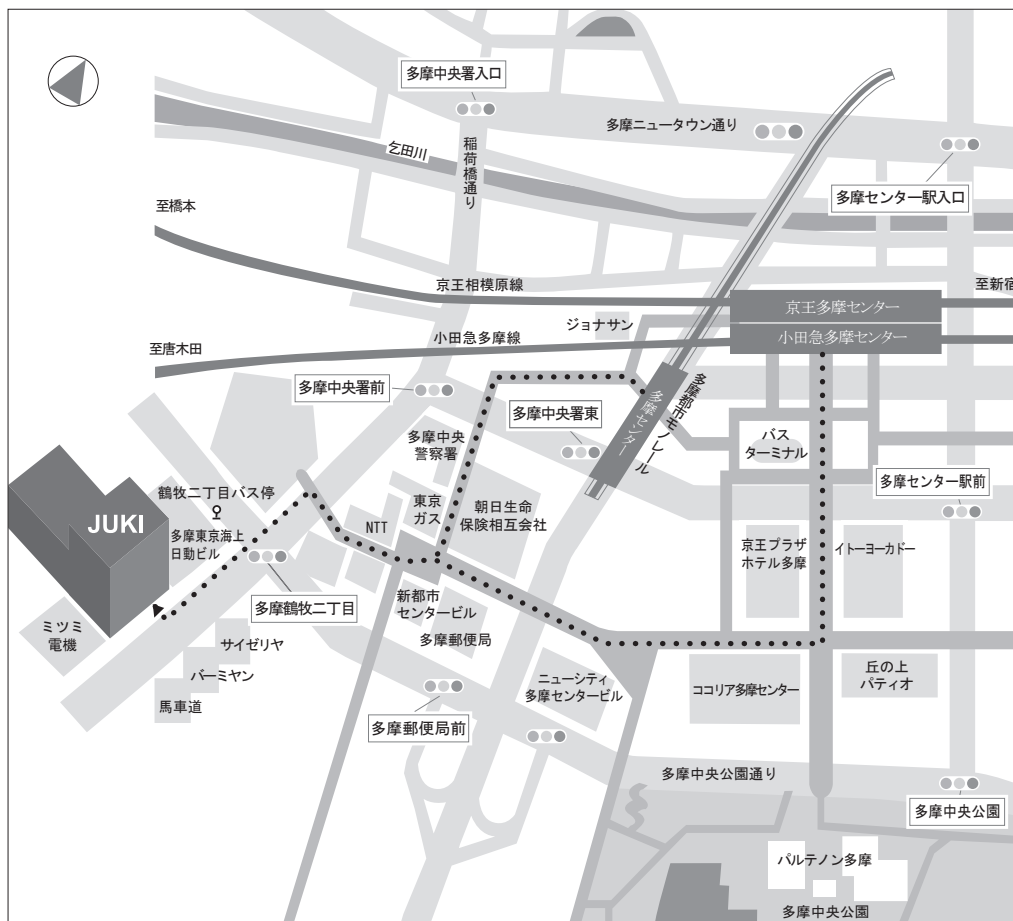 多摩中央署入口
多摩ニュータウン通り
乞田川
稲荷橋通り
多摩センター駅入口
至橋本
京王相模原線
至新宿
京王多摩センター
ジョナサン
小田急多摩線
小田急多摩センター
至唐木田
多摩中央署前
多摩都市モノレール
多摩センター
多摩中央署東
多摩中央
警察署
バス
ターミナル
多摩センター駅前
鶴牧二丁目バス停
東京
ガス
朝日生命
保険相互会社
JUKI
NTT
多摩東京海上
日動ビル
京王プラザ
ホテル多摩
イトーヨーカドー
多摩鶴牧二丁目
新都市
センタービル
ミツミ
電機
サイゼリヤ
多摩郵便局
バーミヤン
ニューシティ
多摩センタービル
ココリア多摩センター
丘の上
パティオ
馬車道
多摩郵便局前
多摩中央公園通り
多摩中央公園
パルテノン多摩
多摩中央公園